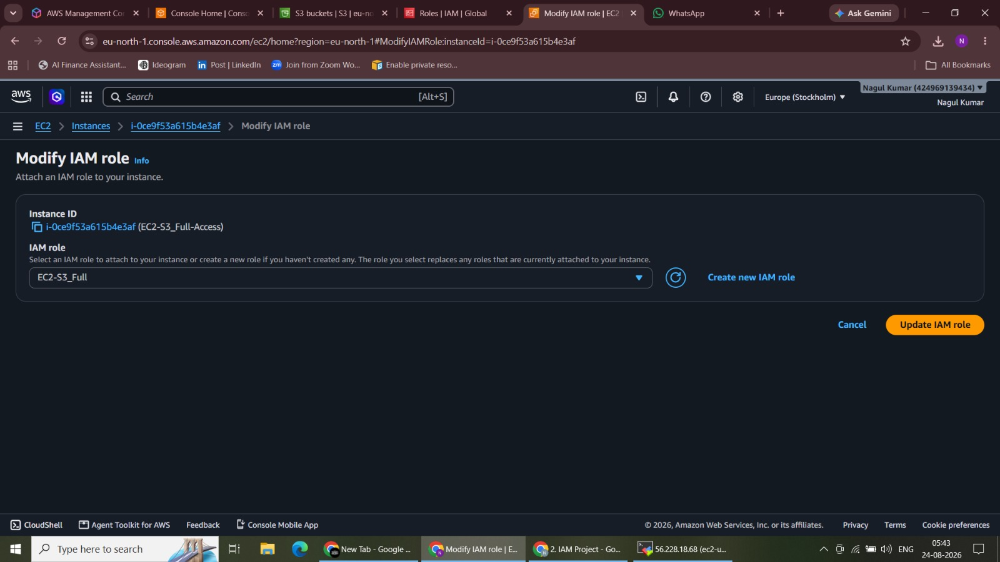 AWS Management Co
Console Home | Conso
S3 buckets | S3 | eu-no
Roles | IAM | Global
Modify IAM role | EC2
WhatsApp
Ask Gemini
eu-north-1.console.aws.amazon.com/ec2/home?region=eu-north-1#ModifyIAMRole:instanceId=i-0ce9f53a615b4e3af
N
AI Finance Assistant...
Ideogram
Post | LinkedIn
Join from Zoom Wo...
Enable private reso...
All Bookmarks
aws
Search
[Alt+S]
Europe (Stockholm)
Nagul Kumar (424969139434)
Nagul Kumar
EC2
Instances
i-0ce9f53a615b4e3af
Modify IAM role
Modify IAM role Info
Attach an IAM role to your instance.
Instance ID
i-0ce9f53a615b4e3af (EC2-S3_Full-Access)
IAM role
Select an IAM role to attach to your instance or create a new role if you haven't created any. The role you select replaces any roles that are currently attached to your instance.
EC2-S3_Full
Create new IAM role
Cancel
Update IAM role
CloudShell
Agent Toolkit for AWS
Feedback
Console Mobile App
© 2026, Amazon Web Services, Inc. or its affiliates.
Privacy
Terms
Cookie preferences
Type here to search
New Tab - Google ...
Modify IAM role | E...
2. IAM Project - Go...
56.228.18.68 (ec2-u...
ENG
05:43
24-08-2026